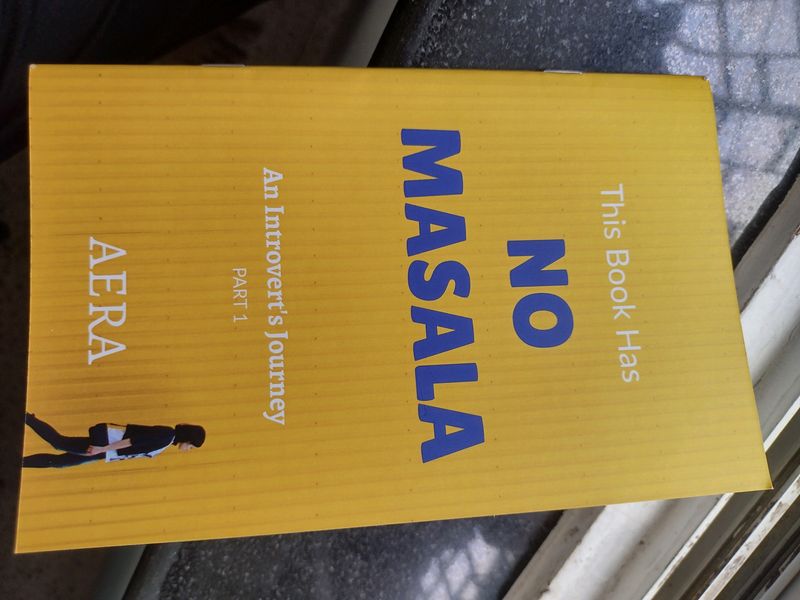 This Book Has
NO
MASALA
An Introvert's Journey
PART 1
AERA